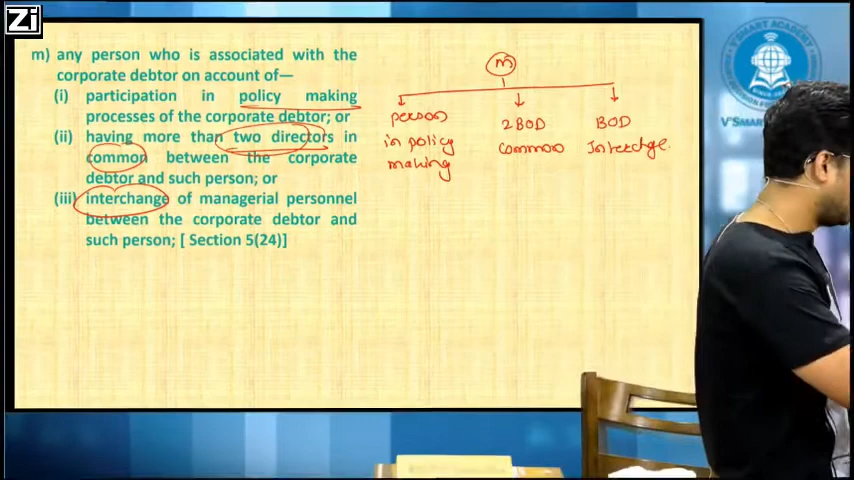 Zi
m) any person who is associated with the
corporate debtor on account of—
(i) participation in policy making
processes of the corporate debtor; or
(ii) having more than two directors in
common between the corporate
debtor and such person; or
(iii) interchange of managerial personnel
between the corporate debtor and
such person; [ Section 5(24)]
m
person
in policy
making
2BOD
common
BOD
V'SMART ACADEMY
V'Smar